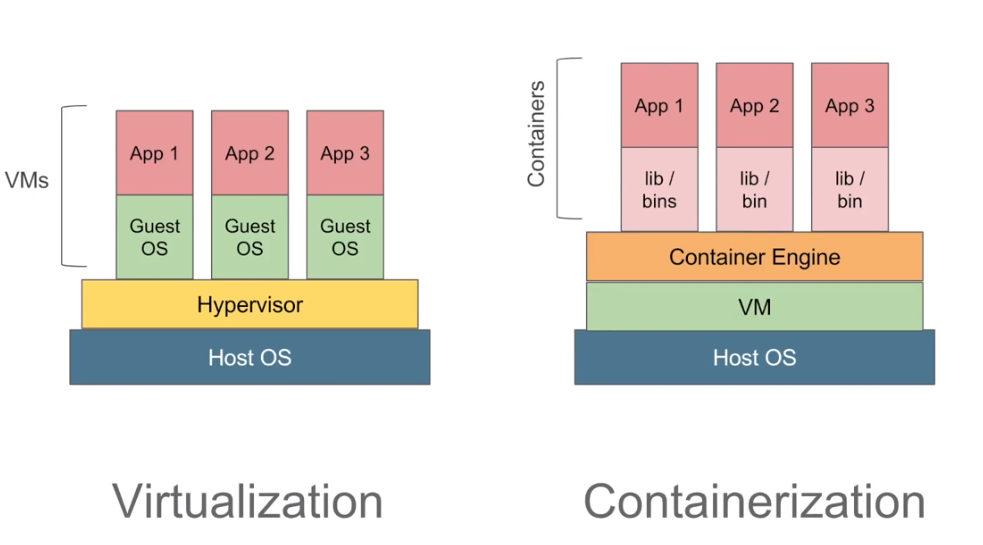 VMs
App 1
App 2
App 3
Guest
OS
Guest
OS
Guest
OS
Hypervisor
Host OS
Virtualization
Containers
App 1
App 2
App 3
lib /
bins
lib /
bin
lib /
bin
Container Engine
VM
Host OS
Containerization